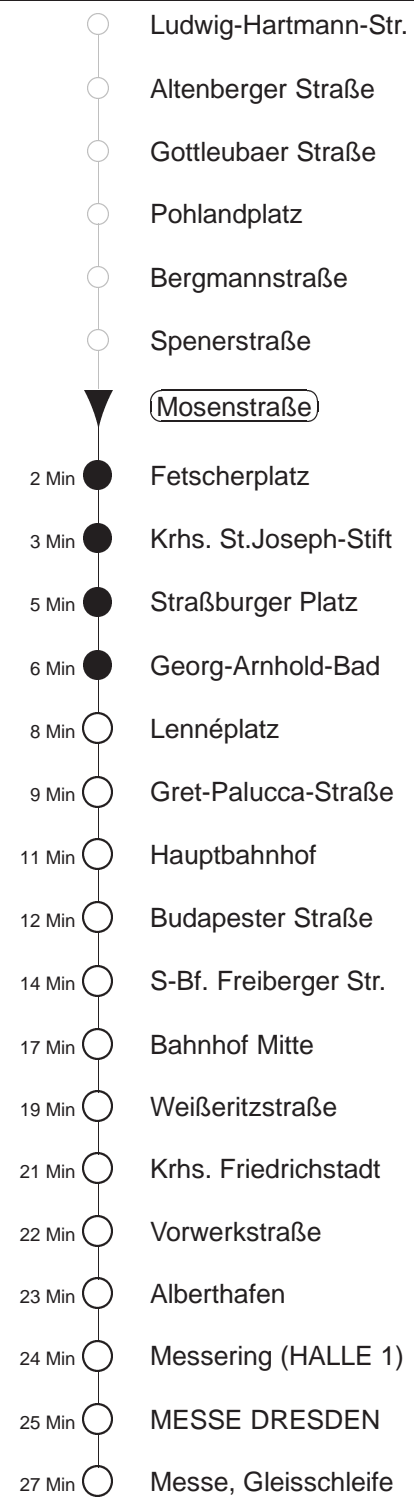 Ludwig-Hartmann-Str.
Altenberger Straße
Gottleubaer Straße
Pohlandplatz
Bergmannstraße
Spenerstraße
Mosenstraße
2 Min Fetscherplatz
3 Min Krhs. St.Joseph-Stift
5 Min Straßburger Platz
6 Min Georg-Arnhold-Bad
8 Min Lennéplatz
9 Min Gret-Palucca-Straße
11 Min Hauptbahnhof
12 Min Budapester Straße
14 Min S-Bf. Freiberger Str.
17 Min Bahnhof Mitte
19 Min Weißeritzstraße
21 Min Krhs. Friedrichstadt
22 Min Vorwerkstraße
23 Min Alberthafen
24 Min Messering (HALLE 1)
25 Min MESSE DRESDEN
27 Min Messe, Gleisschleife